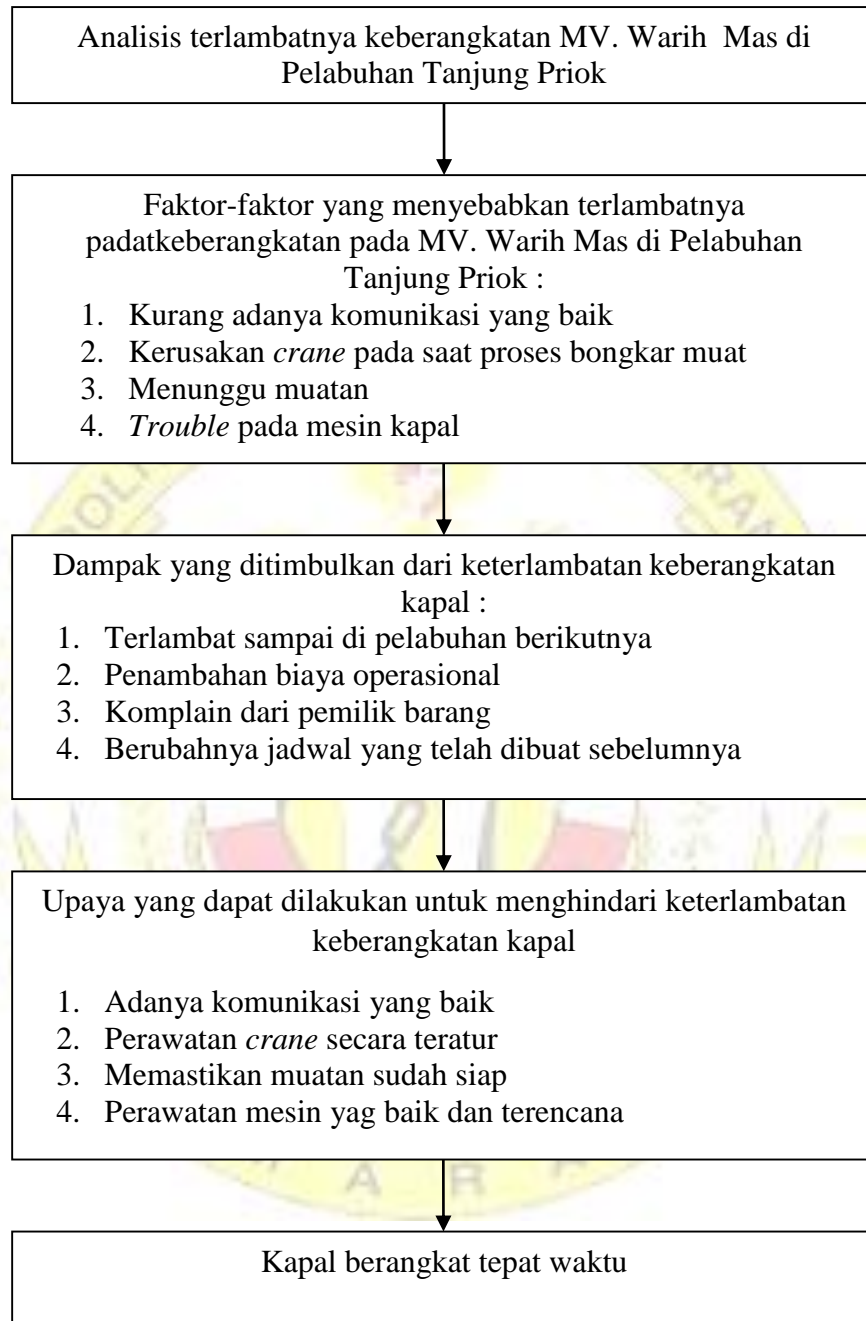 Analisis terlambatnya keberangkatan MV. Warih Mas di
Pelabuhan Tanjung Priok
Faktor-faktor yang menyebabkan terlambatnya
padatkeberangkatan pada MV. Warih Mas di Pelabuhan
Tanjung Priok :
1. Kurang adanya komunikasi yang baik
2. Kerusakan crane pada saat proses bongkar muat
3. Menunggu muatan
4. Trouble pada mesin kapal
Dampak yang ditimbulkan dari keterlambatan keberangkatan
kapal :
1. Terlambat sampai di pelabuhan berikutnya
2. Penambahan biaya operasional
3. Komplain dari pemilik barang
4. Berubahnya jadwal yang telah dibuat sebelumnya
Upaya yang dapat dilakukan untuk menghindari keterlambatan
keberangkatan kapal
1. Adanya komunikasi yang baik
2. Perawatan crane secara teratur
3. Memastikan muatan sudah siap
4. Perawatan mesin yag baik dan terencana
Kapal berangkat tepat waktu